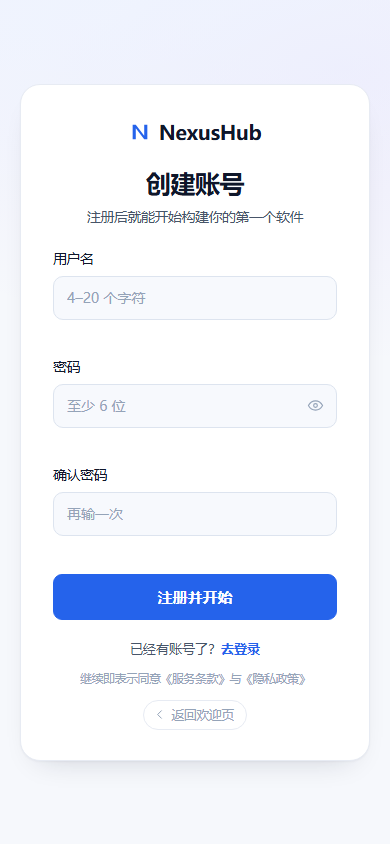 N NexusHub
创建账号
注册后就能开始构建你的第一个软件
用户名
4–20 个字符
密码
至少 6 位
确认密码
再输一次
注册并开始
已经有账号了？去登录
继续即表示同意《服务条款》与《隐私政策》
返回欢迎页